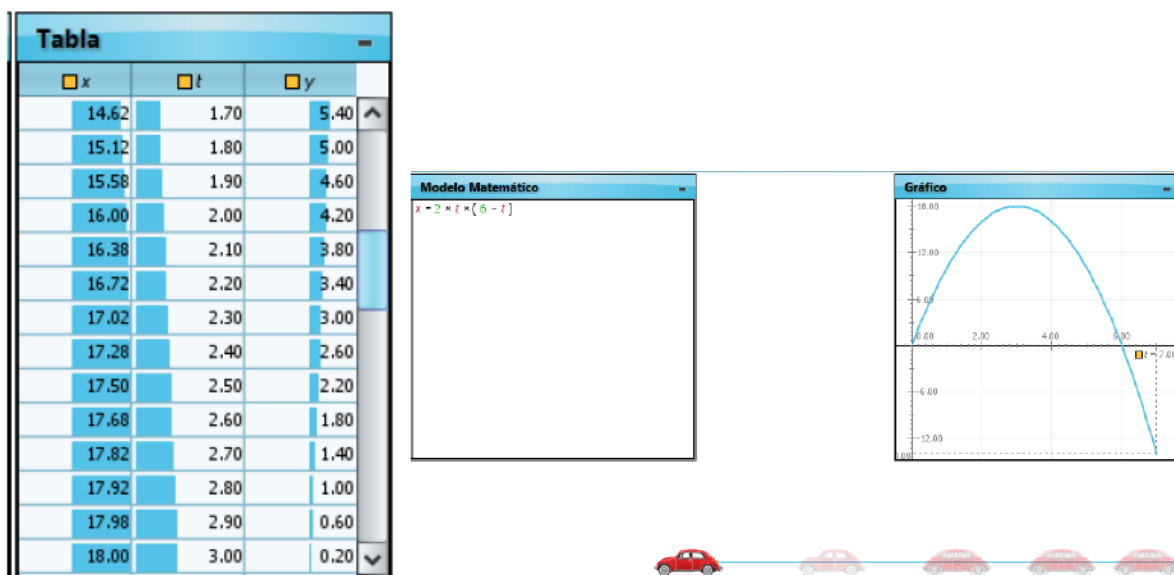 Tabla
x t y
14.62 1.70 5.40
15.12 1.80 5.00
15.58 1.90 4.60
16.00 2.00 4.20
16.38 2.10 3.80
16.72 2.20 3.40
17.02 2.30 3.00
17.28 2.40 2.60
17.50 2.50 2.20
17.68 2.60 1.80
17.82 2.70 1.40
17.92 2.80 1.00
17.98 2.90 0.60
18.00 3.00 0.20
Modelo Matemático
x = 2 × t × ( 6 - t )
Gráfico
18.00
12.00
6.00
0.00 2.00 4.00 6.00
t = 7.00
-6.00
-12.00